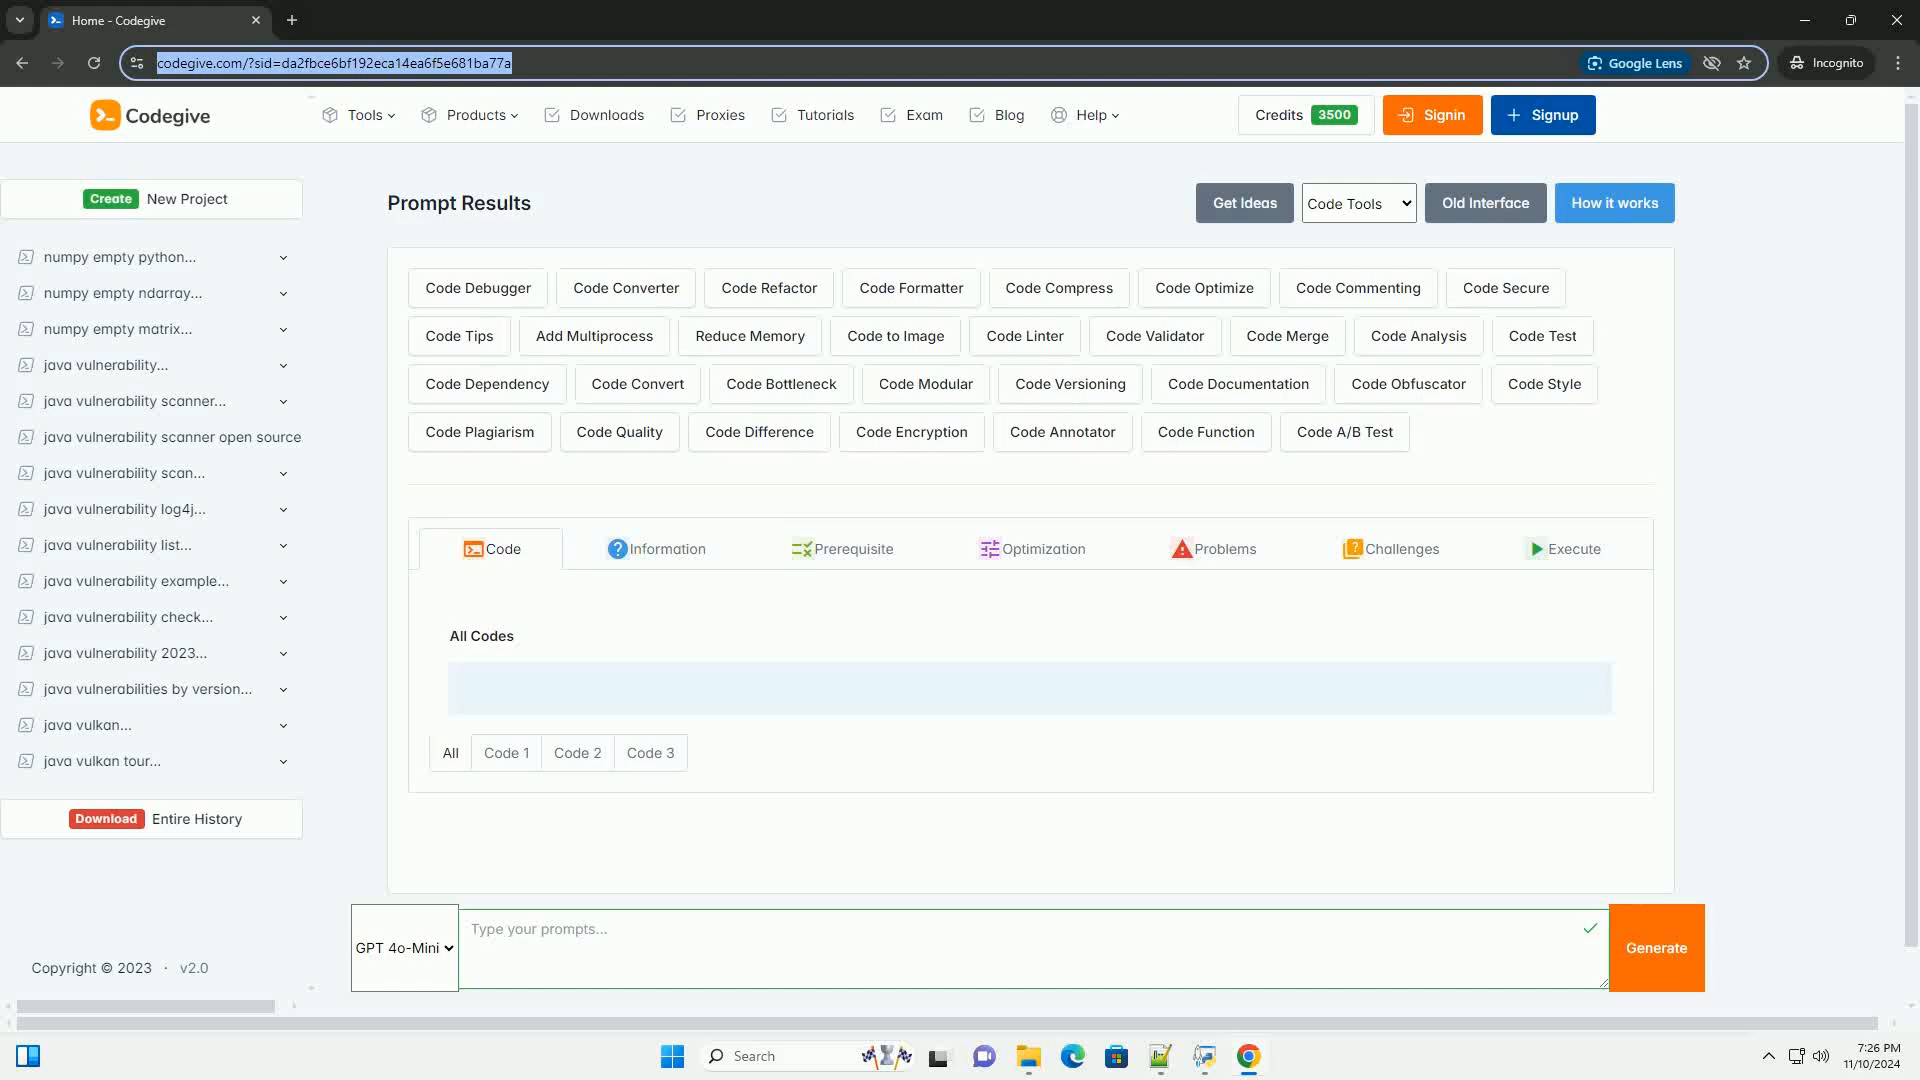 Home - Codegive
codegive.com/?sid=da2fbce6bf192eca14ea6f5e681ba77a
Google Lens
Incognito
Codegive
Tools
Products
Downloads
Proxies
Tutorials
Exam
Blog
Help
Credits 3500
Signin
Signup
Create New Project
numpy empty python...
numpy empty ndarray...
numpy empty matrix...
java vulnerability...
java vulnerability scanner...
java vulnerability scanner open source
java vulnerability scan...
java vulnerability log4j...
java vulnerability list...
java vulnerability example...
java vulnerability check...
java vulnerability 2023...
java vulnerabilities by version...
java vulkan...
java vulkan tour...
Download Entire History
Copyright © 2023 · v2.0
Prompt Results
Get Ideas
Code Tools
Old Interface
How it works
Code Debugger Code Converter Code Refactor Code Formatter Code Compress Code Optimize Code Commenting Code Secure
Code Tips Add Multiprocess Reduce Memory Code to Image Code Linter Code Validator Code Merge Code Analysis Code Test
Code Dependency Code Convert Code Bottleneck Code Modular Code Versioning Code Documentation Code Obfuscator Code Style
Code Plagiarism Code Quality Code Difference Code Encryption Code Annotator Code Function Code A/B Test
Code Information Prerequisite Optimization Problems Challenges Execute
All Codes
All Code 1 Code 2 Code 3
GPT 4o-Mini
Type your prompts...
Generate
Search
7:26 PM
11/10/2024